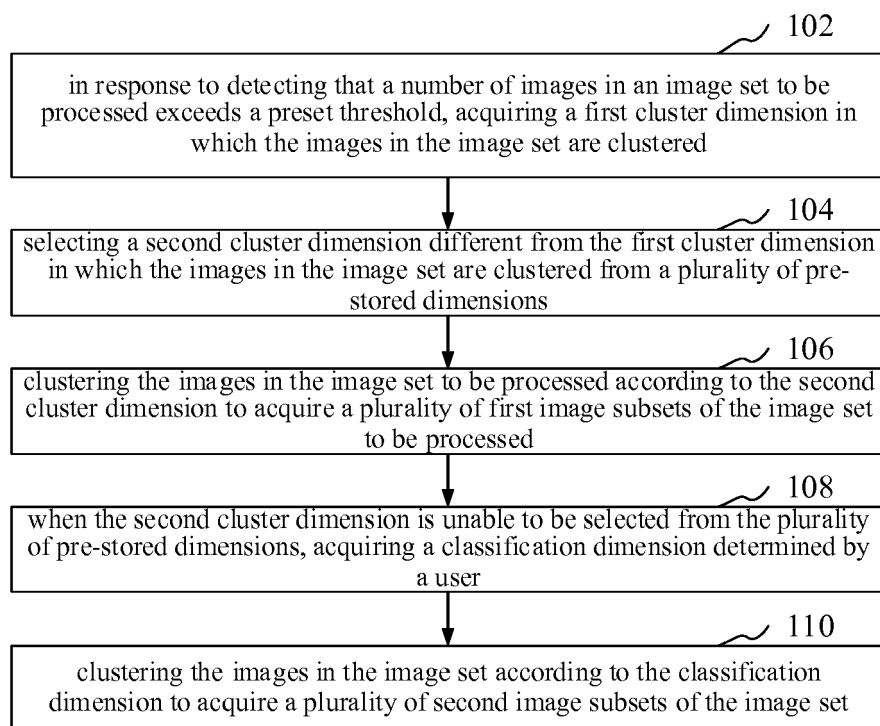 102
in response to detecting that a number of images in an image set to be
processed exceeds a preset threshold, acquiring a first cluster dimension in
which the images in the image set are clustered
104
selecting a second cluster dimension different from the first cluster dimension
in which the images in the image set are clustered from a plurality of pre-
stored dimensions
106
clustering the images in the image set to be processed according to the second
cluster dimension to acquire a plurality of first image subsets of the image set
to be processed
108
when the second cluster dimension is unable to be selected from the plurality
of pre-stored dimensions, acquiring a classification dimension determined by
a user
110
clustering the images in the image set according to the classification
dimension to acquire a plurality of second image subsets of the image set